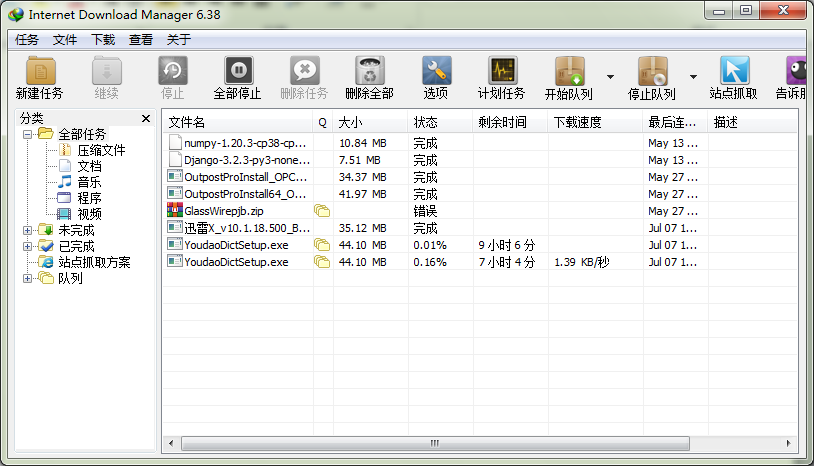 Internet Download Manager 6.38
任务 文件 下载 查看 关于
新建任务 继续 停止 全部停止 删除任务 删除全部 选项 计划任务 开始队列 停止队列 站点抓取 告诉朋
分类
全部任务
压缩文件
文档
音乐
程序
视频
未完成
已完成
站点抓取方案
队列
文件名 Q 大小 状态 剩余时间 下载速度 最后连... 描述
numpy-1.20.3-cp38-cp... 10.84 MB 完成 May 13 ...
Django-3.2.3-py3-none... 7.51 MB 完成 May 13 ...
OutpostProInstall_OPC... 34.37 MB 完成 May 27 ...
OutpostProInstall64_O... 41.97 MB 完成 May 27 ...
GlassWirepjb.zip 错误 May 27 ...
迅雷X_v10.1.18.500_B... 35.12 MB 完成 Jul 07 1...
YoudaoDictSetup.exe 44.10 MB 0.01% 9 小时 6 分 Jul 07 1...
YoudaoDictSetup.exe 44.10 MB 0.16% 7 小时 4 分 1.39 KB/秒 Jul 07 1...